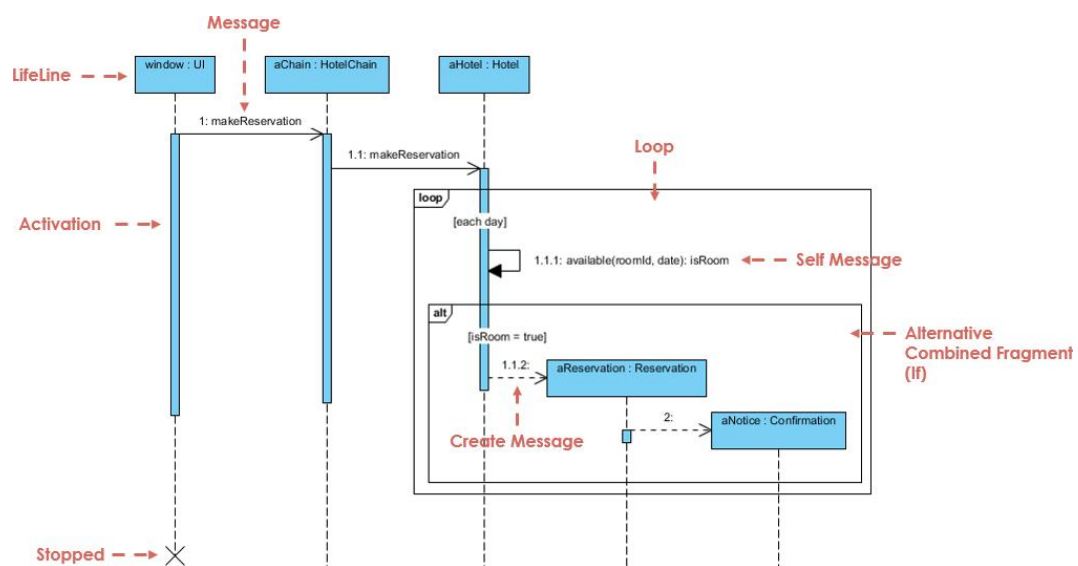 Message
LifeLine
window : UI
aChain : HotelChain
aHotel : Hotel
1: makeReservation
1.1: makeReservation
Loop
loop
[each day]
Activation
1.1.1: available(roomId, date): isRoom
Self Message
alt
[isRoom = true]
Alternative
Combined Fragment
(If)
1.1.2:
aReservation : Reservation
2:
aNotice : Confirmation
Create Message
Stopped